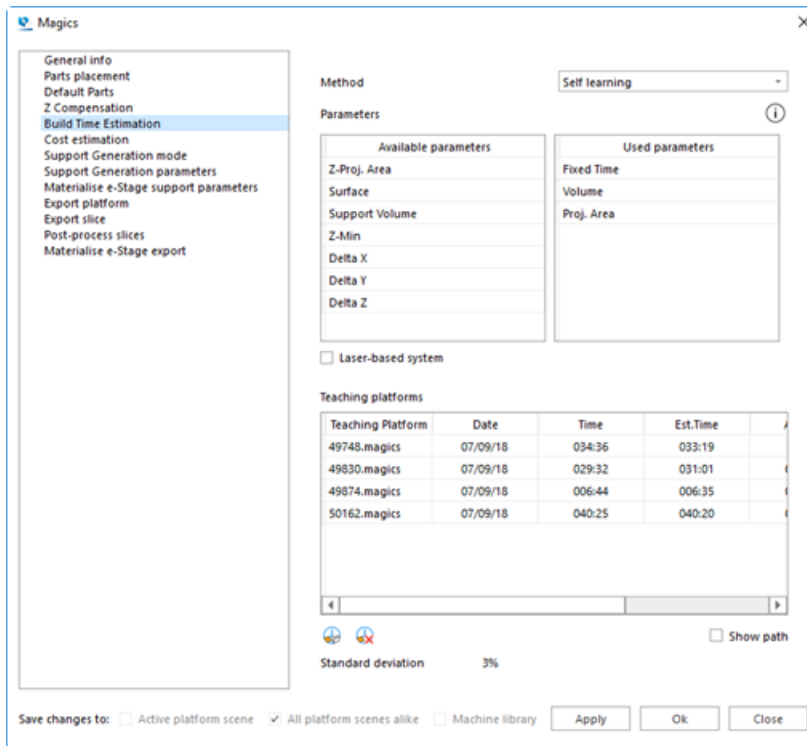 Magics
General info
Parts placement
Default Parts
Z Compensation
Build Time Estimation
Cost estimation
Support Generation mode
Support Generation parameters
Materialise e-Stage support parameters
Export platform
Export slice
Post-process slices
Materialise e-Stage export
Method Self learning
Parameters
Available parameters Used parameters
Z-Proj. Area Fixed Time
Surface Volume
Support Volume Proj. Area
Z-Min
Delta X
Delta Y
Delta Z
Laser-based system
Teaching platforms
Teaching Platform Date Time Est.Time
49748.magics 07/09/18 034:36 033:19
49830.magics 07/09/18 029:32 031:01
49874.magics 07/09/18 006:44 006:35
50162.magics 07/09/18 040:25 040:20
Show path
Standard deviation 3%
Save changes to: Active platform scene All platform scenes alike Machine library Apply Ok Close